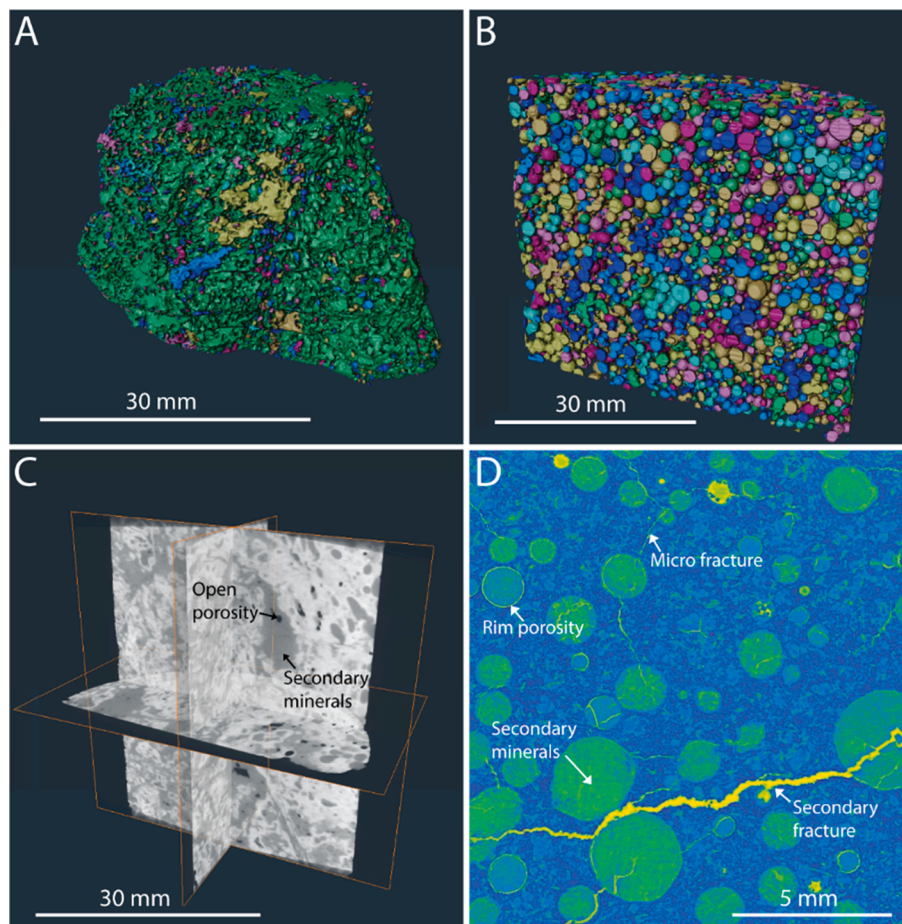 A
30 mm
B
30 mm
C
Open
porosity
Secondary
minerals
30 mm
D
Micro fracture
Rim porosity
Secondary
minerals
Secondary
fracture
5 mm